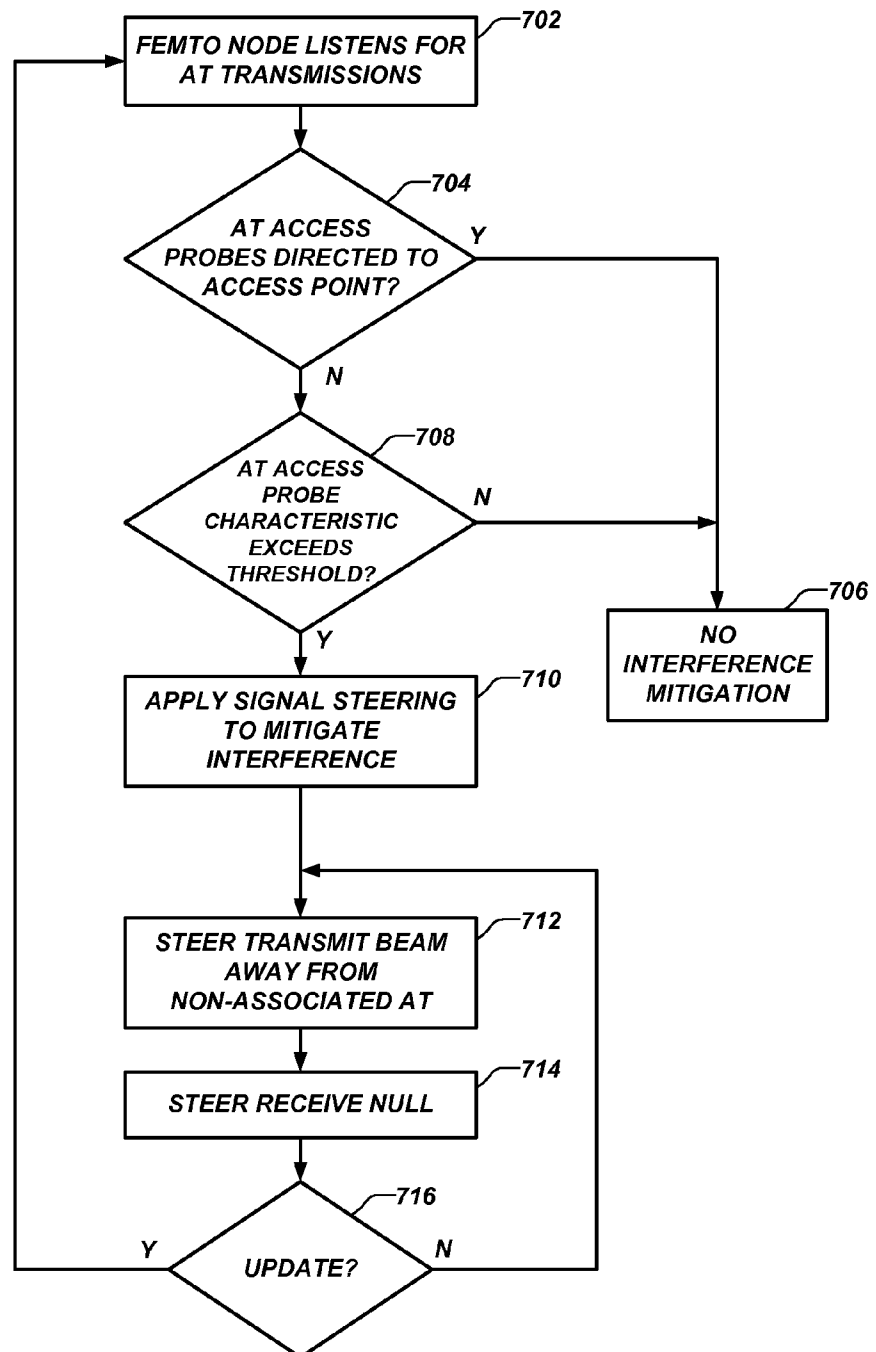 702
FEMTO NODE LISTENS FOR
AT TRANSMISSIONS
704
AT ACCESS
PROBES DIRECTED TO
ACCESS POINT?
Y
N
708
AT ACCESS
PROBE
CHARACTERISTIC
EXCEEDS
THRESHOLD?
N
Y
706
NO
INTERFERENCE
MITIGATION
710
APPLY SIGNAL STEERING
TO MITIGATE
INTERFERENCE
712
STEER TRANSMIT BEAM
AWAY FROM
NON-ASSOCIATED AT
714
STEER RECEIVE NULL
716
UPDATE?
Y
N